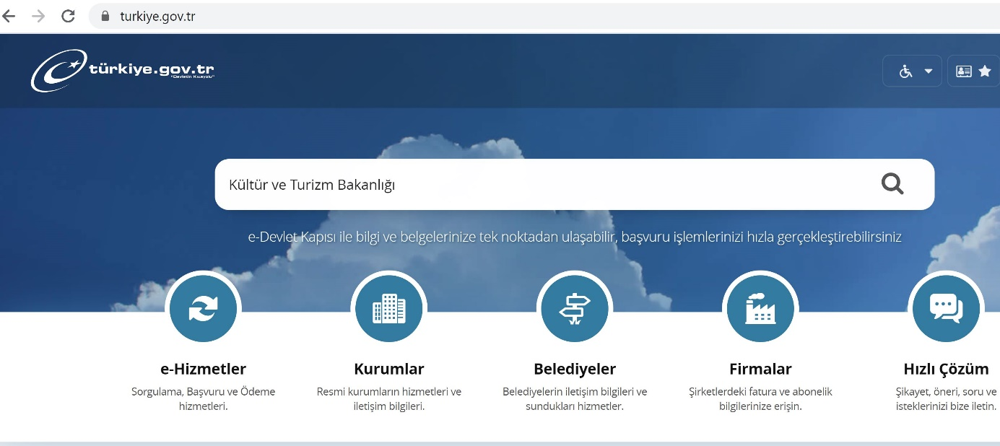 turkiye.gov.tr
türkiye.gov.tr
"Devletin Kısayolu"
Kültür ve Turizm Bakanlığı
e-Devlet Kapısı ile bilgi ve belgelerinize tek noktadan ulaşabilir, başvuru işlemlerinizi hızla gerçekleştirebilirsiniz
e-Hizmetler
Sorgulama, Başvuru ve Ödeme
hizmetleri.
Kurumlar
Resmi kurumların hizmetleri ve
iletişim bilgileri.
Belediyeler
Belediyelerin iletişim bilgileri ve
sundukları hizmetler.
Firmalar
Şirketlerdeki fatura ve abonelik
bilgilerinize erişin.
Hızlı Çözüm
Şikayet, öneri, soru ve
isteklerinizi bize iletin.